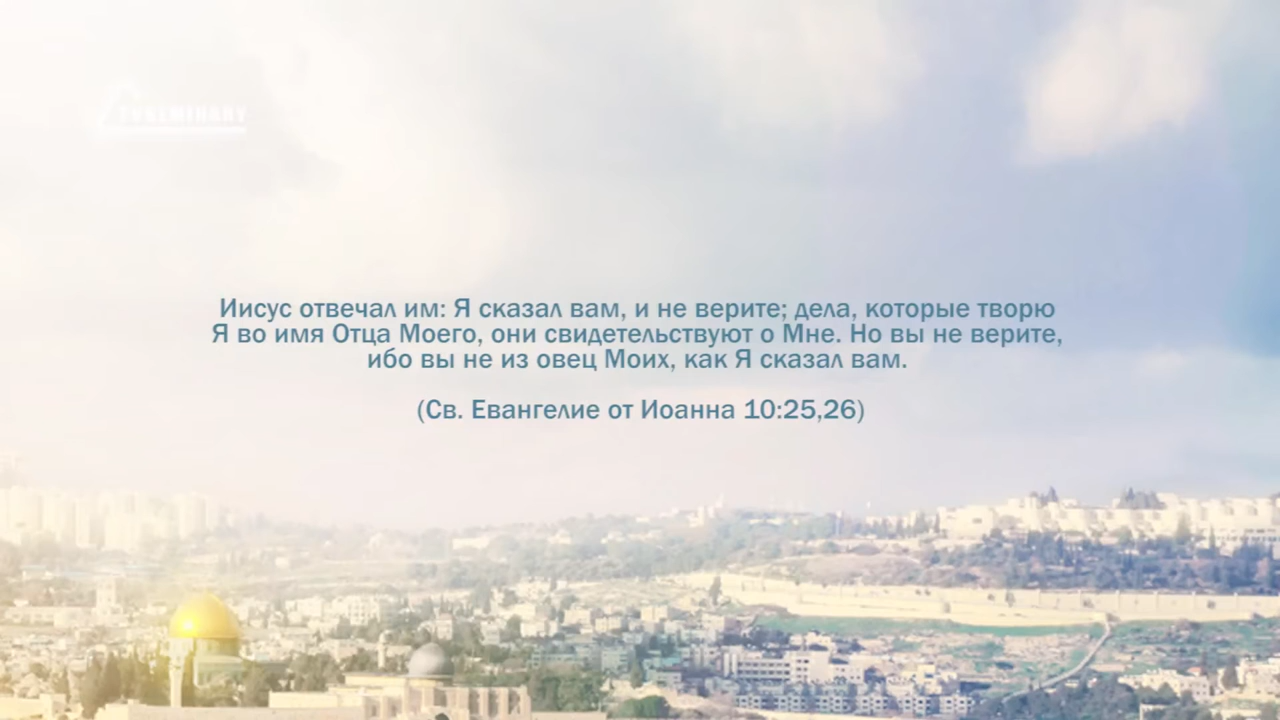 Иисус отвечал им: Я сказал вам, и не верите; дела, которые творю
Я во имя Отца Моего, они свидетельствуют о Мне. Но вы не верите,
ибо вы не из овец Моих, как Я сказал вам.
(Св. Евангелие от Иоанна 10:25,26)